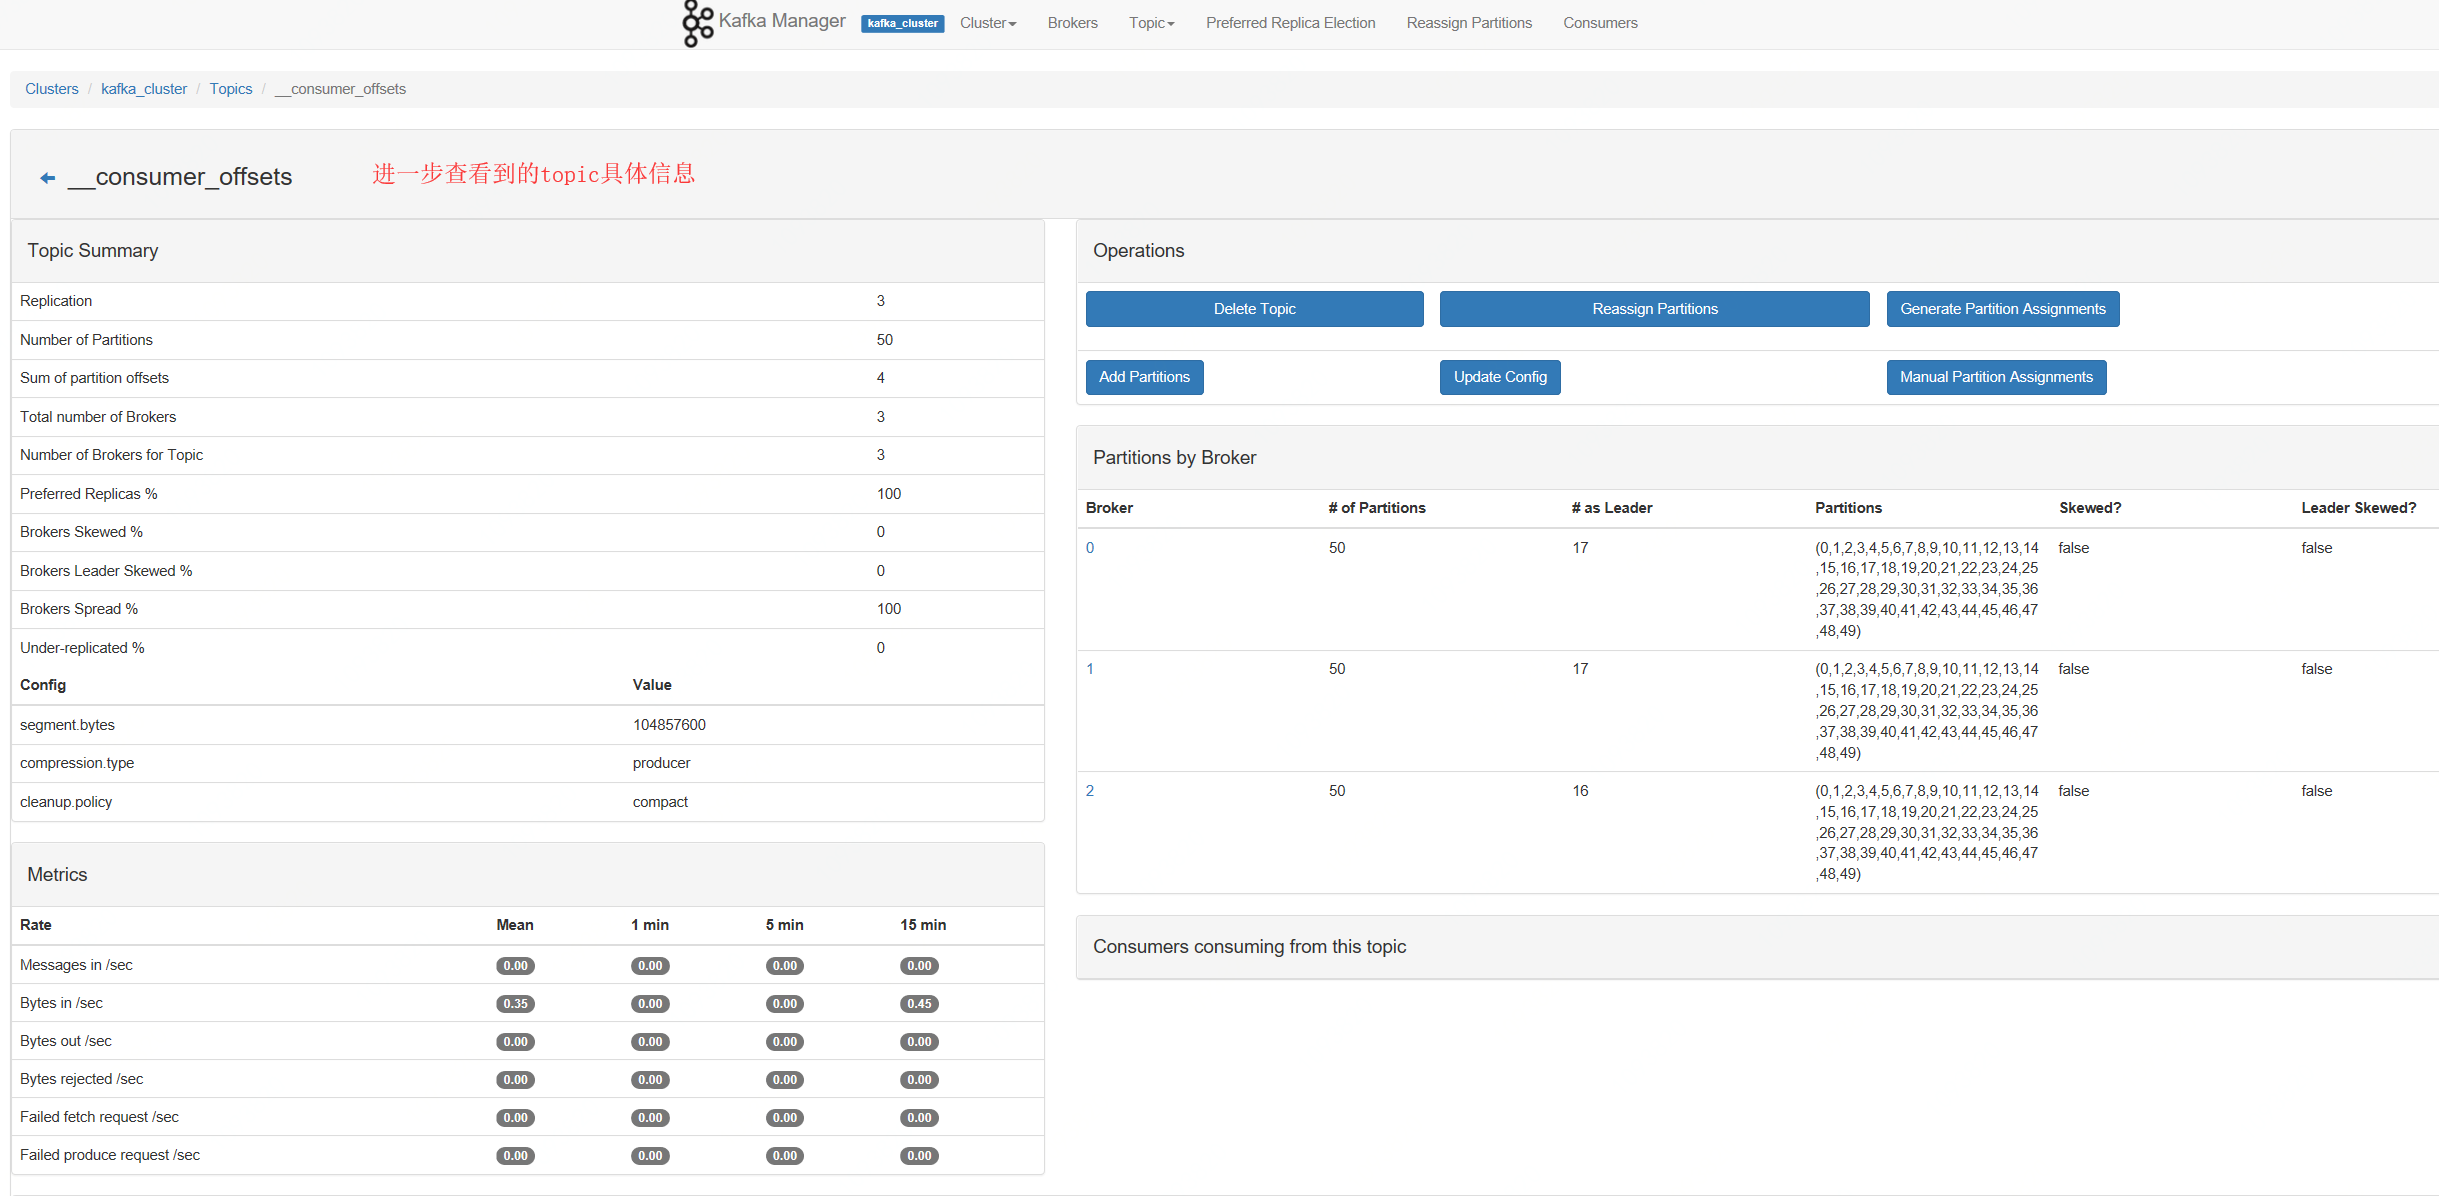 Kafka Manager kafka_cluster Cluster Brokers Topic Preferred Replica Election Reassign Partitions Consumers
Clusters / kafka_cluster / Topics / __consumer_offsets
__consumer_offsets 进一步查看到的topic具体信息
Topic Summary
Replication 3
Number of Partitions 50
Sum of partition offsets 4
Total number of Brokers 3
Number of Brokers for Topic 3
Preferred Replicas % 100
Brokers Skewed % 0
Brokers Leader Skewed % 0
Brokers Spread % 100
Under-replicated % 0
Config Value
segment.bytes 104857600
compression.type producer
cleanup.policy compact
Metrics
Rate Mean 1 min 5 min 15 min
Messages in /sec 0.00 0.00 0.00 0.00
Bytes in /sec 0.35 0.00 0.00 0.45
Bytes out /sec 0.00 0.00 0.00 0.00
Bytes rejected /sec 0.00 0.00 0.00 0.00
Failed fetch request /sec 0.00 0.00 0.00 0.00
Failed produce request /sec 0.00 0.00 0.00 0.00
Operations
Delete Topic Reassign Partitions Generate Partition Assignments
Add Partitions Update Config Manual Partition Assignments
Partitions by Broker
Broker # of Partitions # as Leader Partitions Skewed? Leader Skewed?
0 50 17 (0,1,2,3,4,5,6,7,8,9,10,11,12,13,14 false false
,15,16,17,18,19,20,21,22,23,24,25
,26,27,28,29,30,31,32,33,34,35,36
,37,38,39,40,41,42,43,44,45,46,47
,48,49)
1 50 17 (0,1,2,3,4,5,6,7,8,9,10,11,12,13,14 false false
,15,16,17,18,19,20,21,22,23,24,25
,26,27,28,29,30,31,32,33,34,35,36
,37,38,39,40,41,42,43,44,45,46,47
,48,49)
2 50 16 (0,1,2,3,4,5,6,7,8,9,10,11,12,13,14 false false
,15,16,17,18,19,20,21,22,23,24,25
,26,27,28,29,30,31,32,33,34,35,36
,37,38,39,40,41,42,43,44,45,46,47
,48,49)
Consumers consuming from this topic